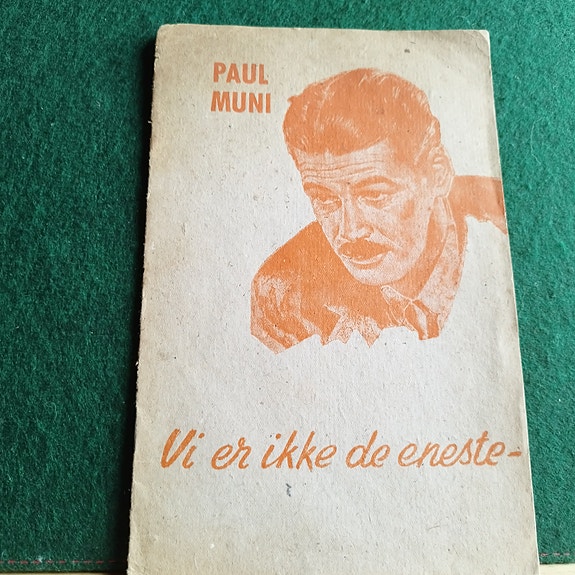 PAUL
MUNI
Vi er ikke de eneste-